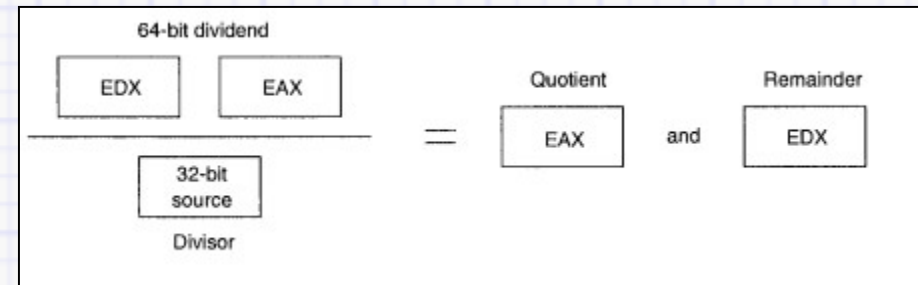 64-bit dividend
EDX EAX
32-bit
source
Divisor
=
Quotient
EAX
and
Remainder
EDX